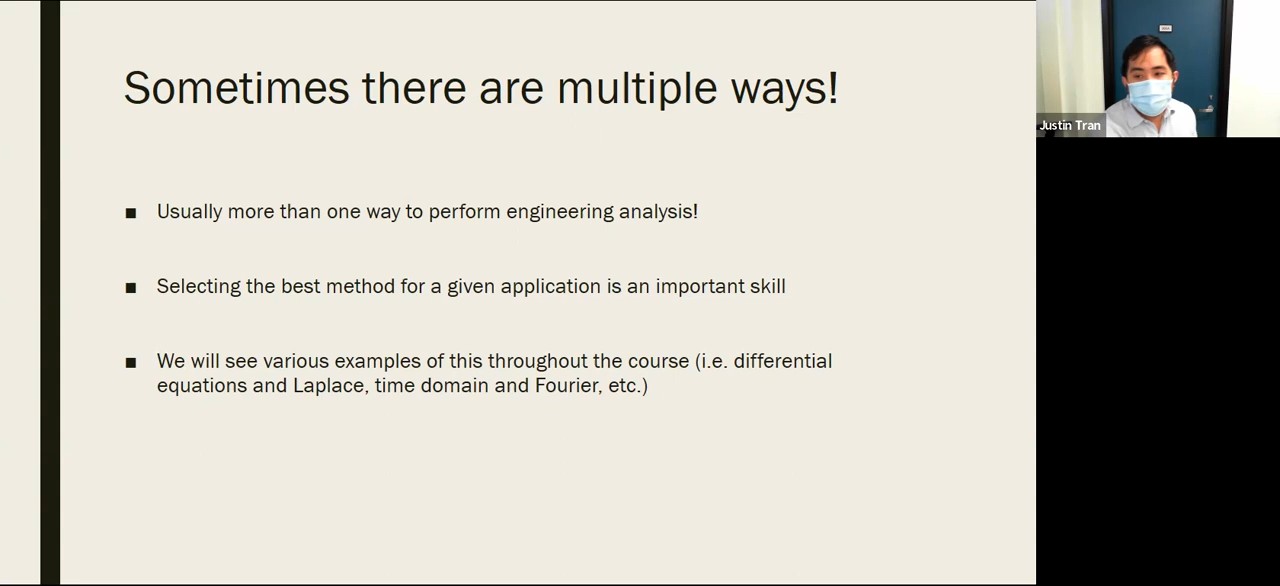 Sometimes there are multiple ways!
■ Usually more than one way to perform engineering analysis!
■ Selecting the best method for a given application is an important skill
■ We will see various examples of this throughout the course (i.e. differential
equations and Laplace, time domain and Fourier, etc.)
Justin Tran